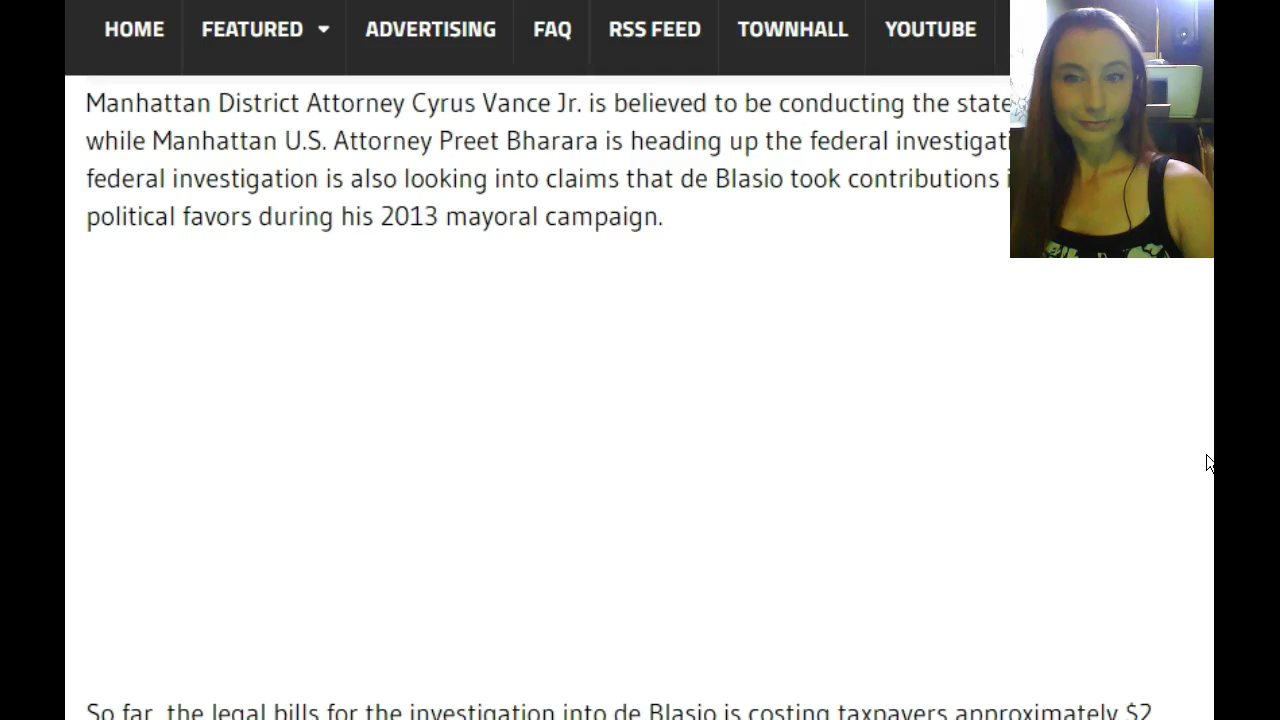 HOME FEATURED ADVERTISING FAQ RSS FEED TOWNHALL YOUTUBE
Manhattan District Attorney Cyrus Vance Jr. is believed to be conducting the state
while Manhattan U.S. Attorney Preet Bharara is heading up the federal
federal investigation is also looking into claims that de Blasio took contributions
political favors during his 2013 mayoral campaign.
So far, the legal bills for the investigation into de Blasio is costing taxpayers approximately $2